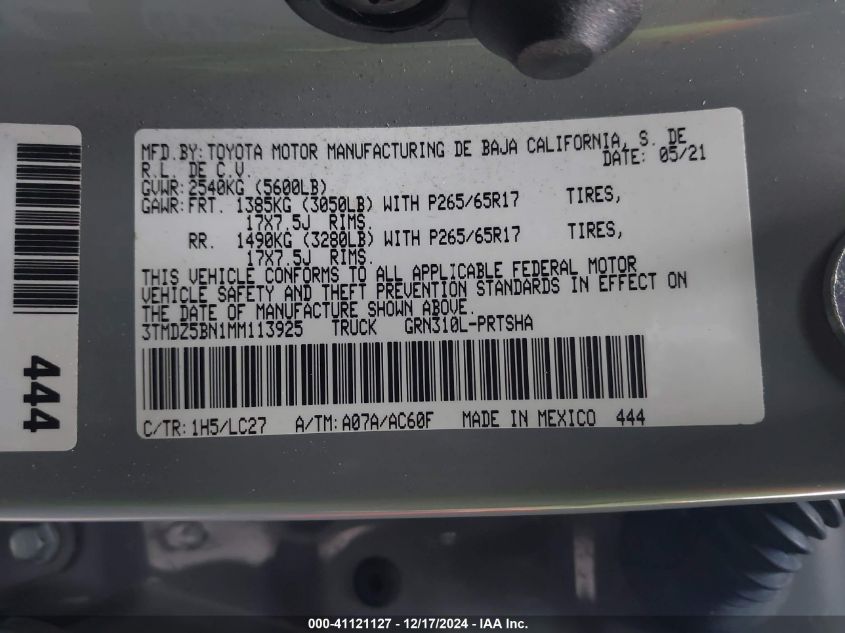 MFD.BY: TOYOTA MOTOR MANUFACTURING DE BAJA CALIFORNIA, S. DE
R.L. DE C.V. DATE: 05/21
GVWR: 2540KG (5600LB)
GAWR: FRT. 1385KG (3050LB) WITH P265/65R17 TIRES,
17X7.5J RIMS.
RR. 1490KG (3280LB) WITH P265/65R17 TIRES,
17X7.5J RIMS.
THIS VEHICLE CONFORMS TO ALL APPLICABLE FEDERAL MOTOR
VEHICLE SAFETY AND THEFT PREVENTION STANDARDS IN EFFECT ON
THE DATE OF MANUFACTURE SHOWN ABOVE.
3TMDZ5BN1MM113925 TRUCK GRN310L-PRTSHA
C/TR: 1H5/LC27 A/TM: A07A/AC60F MADE IN MEXICO 444
444
000-41121127 - 12/17/2024 - PTAA Inc.